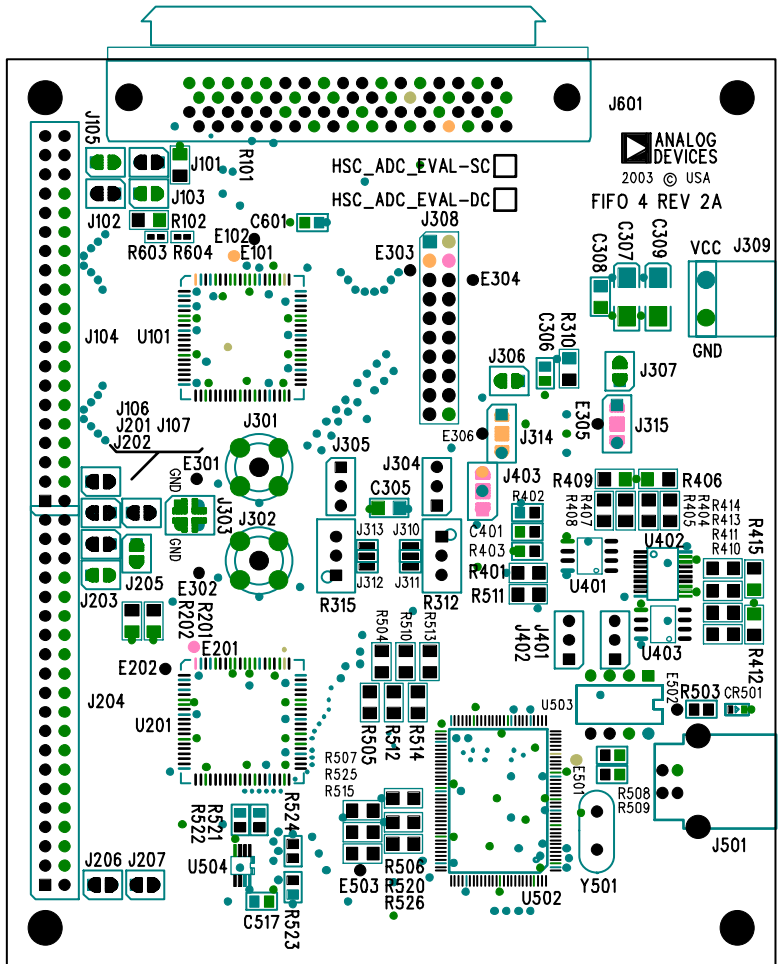 J601
J105
R101
J101
HSC_ADC_EVAL-SC
ANALOG
DEVICES
2003 © USA
HSC_ADC_EVAL-DC
FIFO 4 REV 2A
J103
J102
R102
C601
J308
R603
R604
E102
E101
E303
E304
C308
C307
C309
VCC
J309
GND
J104
U101
J306
C306
R310
J307
J106
J201
J107
J202
J301
E306
J314
E305
J315
GND
E301
J305
J304
J403
R409
R406
C305
R402
R408
R407
R405
R404
R414
R413
R411
R410
R415
J303
J302
C401
R403
U402
J313
J310
J312
J311
GND
E302
J205
J203
R401
U401
R511
R315
R312
R202
R201
R504
R510
R513
J402
J401
U403
R412
E201
E202
U503
E502
R503
CR501
J204
U201
R505
R512
R514
R507
R525
R515
E501
R508
R509
J501
R522
R521
R524
U504
R506
R520
R526
E503
J206
J207
C517
R523
U502
Y501